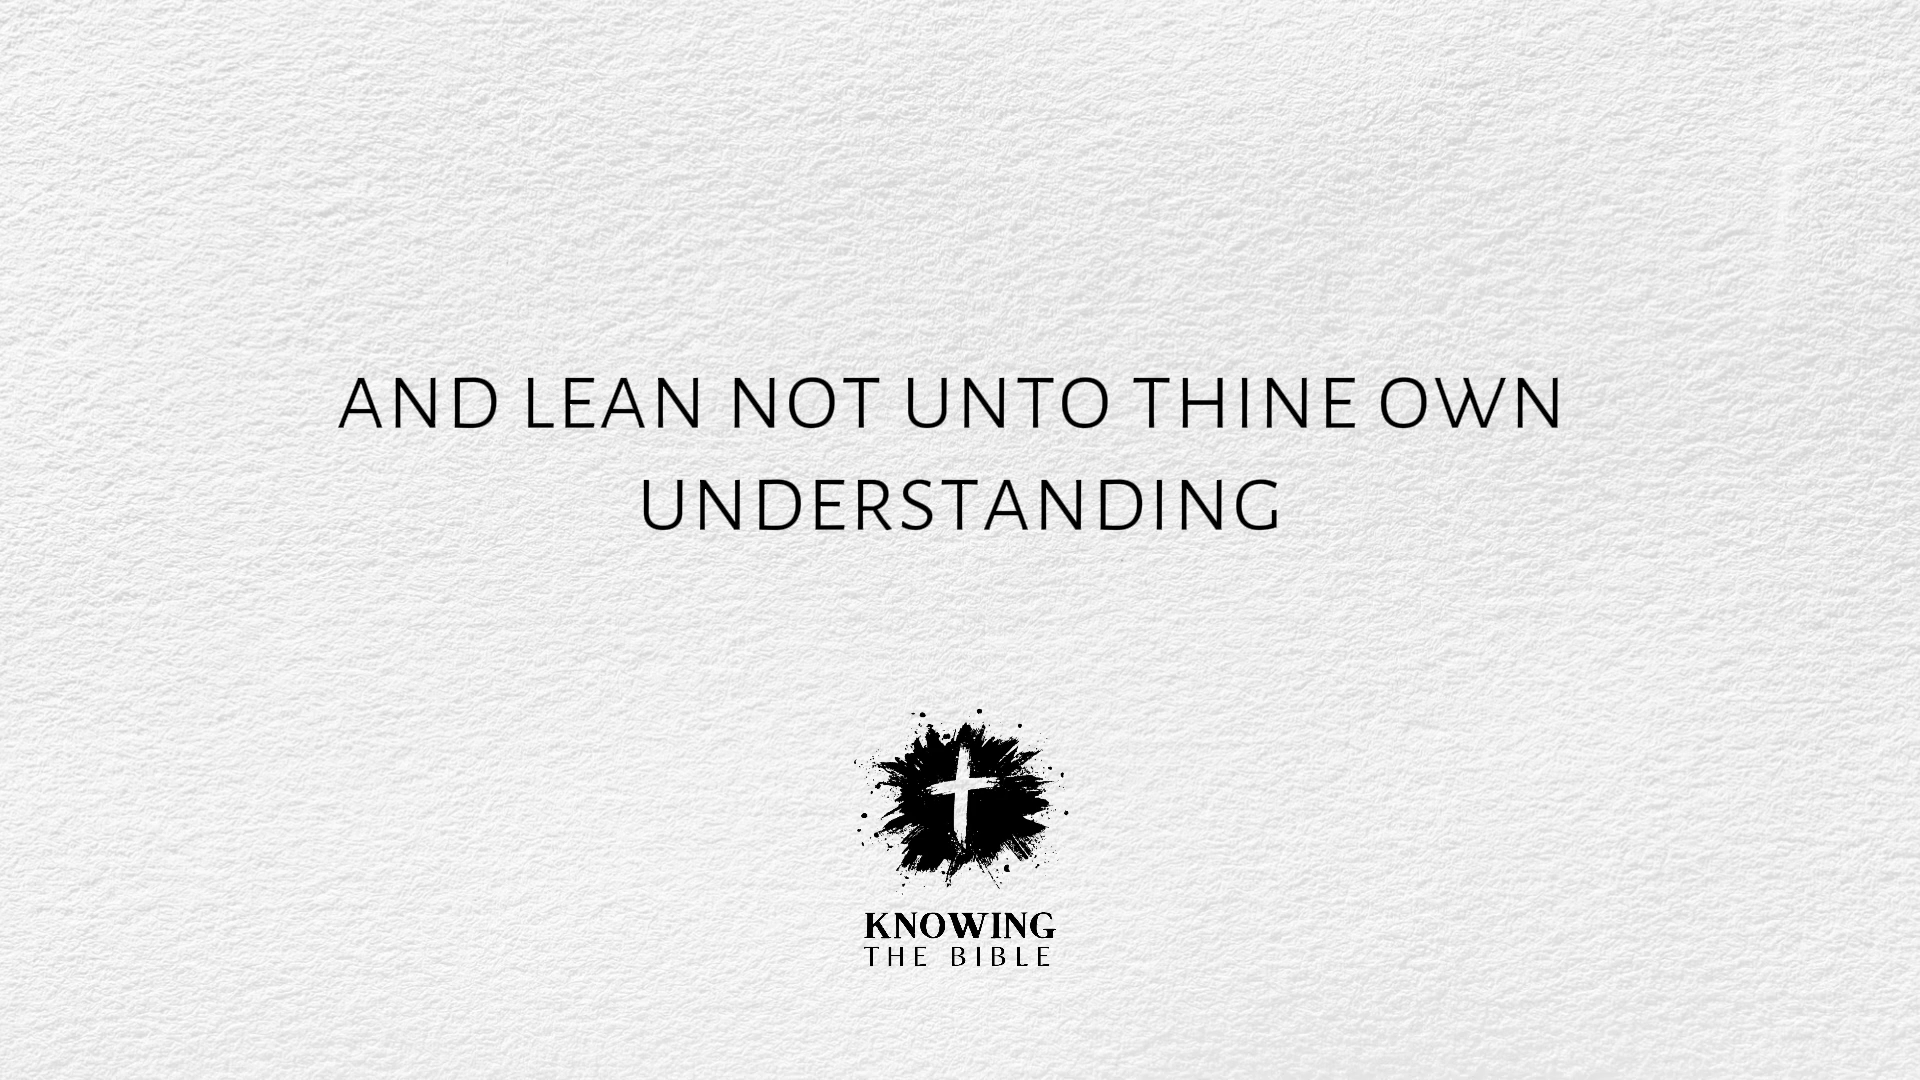 AND LEAN NOT UNTO THINE OWN
UNDERSTANDING
KNOWING
THE BIBLE